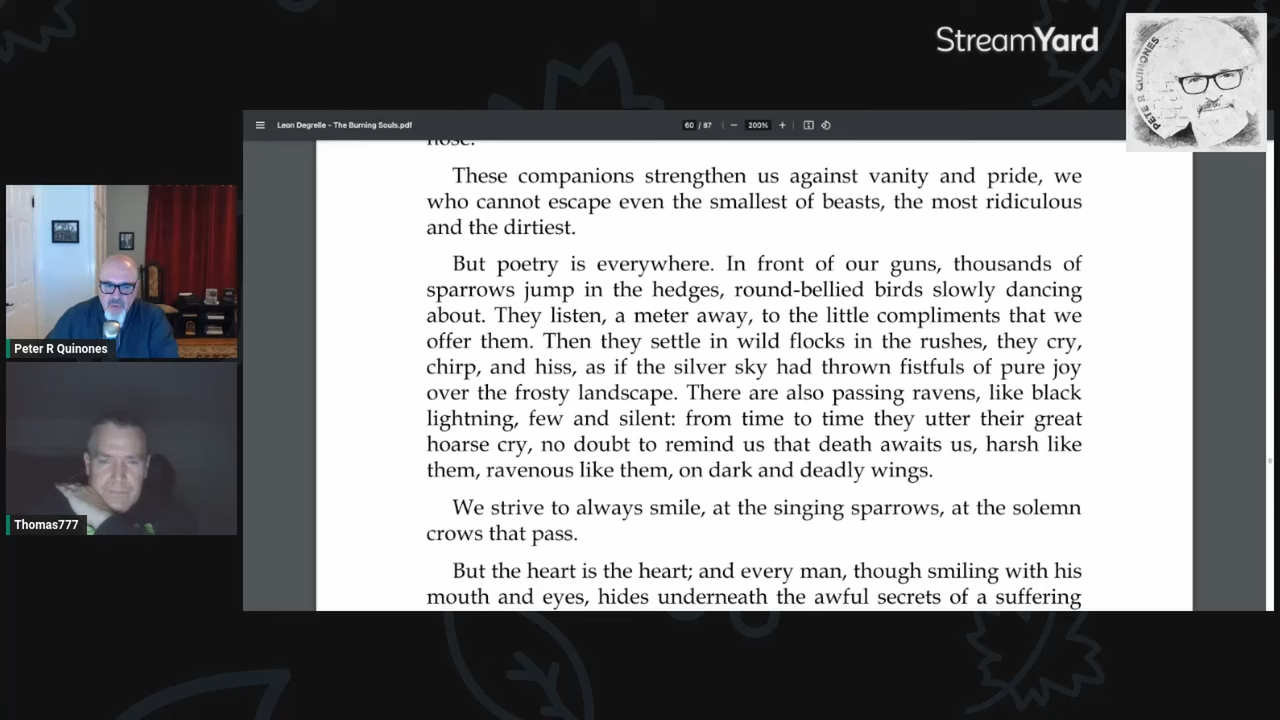 StreamYard
PETER R QUINONES
Leon Degrelle - The Burning Souls.pdf
60 / 87
200%
nose.
These companions strengthen us against vanity and pride, we
who cannot escape even the smallest of beasts, the most ridiculous
and the dirtiest.
But poetry is everywhere. In front of our guns, thousands of
sparrows jump in the hedges, round-bellied birds slowly dancing
about. They listen, a meter away, to the little compliments that we
offer them. Then they settle in wild flocks in the rushes, they cry,
chirp, and hiss, as if the silver sky had thrown fistfuls of pure joy
over the frosty landscape. There are also passing ravens, like black
lightning, few and silent: from time to time they utter their great
hoarse cry, no doubt to remind us that death awaits us, harsh like
them, ravenous like them, on dark and deadly wings.
We strive to always smile, at the singing sparrows, at the solemn
crows that pass.
But the heart is the heart; and every man, though smiling with his
mouth and eyes, hides underneath the awful secrets of a suffering
Peter R Quinones
Thomas777